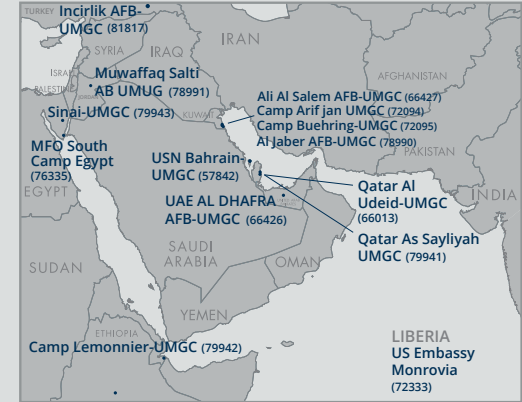 TURKEY
Incirlik AFB-
UMGC (81817)
SYRIA
IRAQ
IRAN
AFGHANISTAN
PAKISTAN
INDIA
Muwaffaq Salti
AB UMUG (78991)
Sinai-UMGC (79943)
MFO South
Camp Egypt
(76335)
EGYPT
KUWAIT
Ali Al Salem AFB-UMGC (66427)
Camp Arif jan UMGC (72094)
Camp Buehring-UMGC (72095)
Al Jaber AFB-UMGC (78990)
USN Bahrain-
UMGC (57842)
UAE AL DHAFRA
AFB-UMGC (66426)
Qatar Al
Udeid-UMGC
(66013)
Qatar As Sayliyah
UMGC (79941)
SAUDI
ARABIA
OMAN
SUDAN
YEMEN
ETHIOPIA
Camp Lemonnier-UMGC (79942)
LIBERIA
US Embassy
Monrovia
(72333)